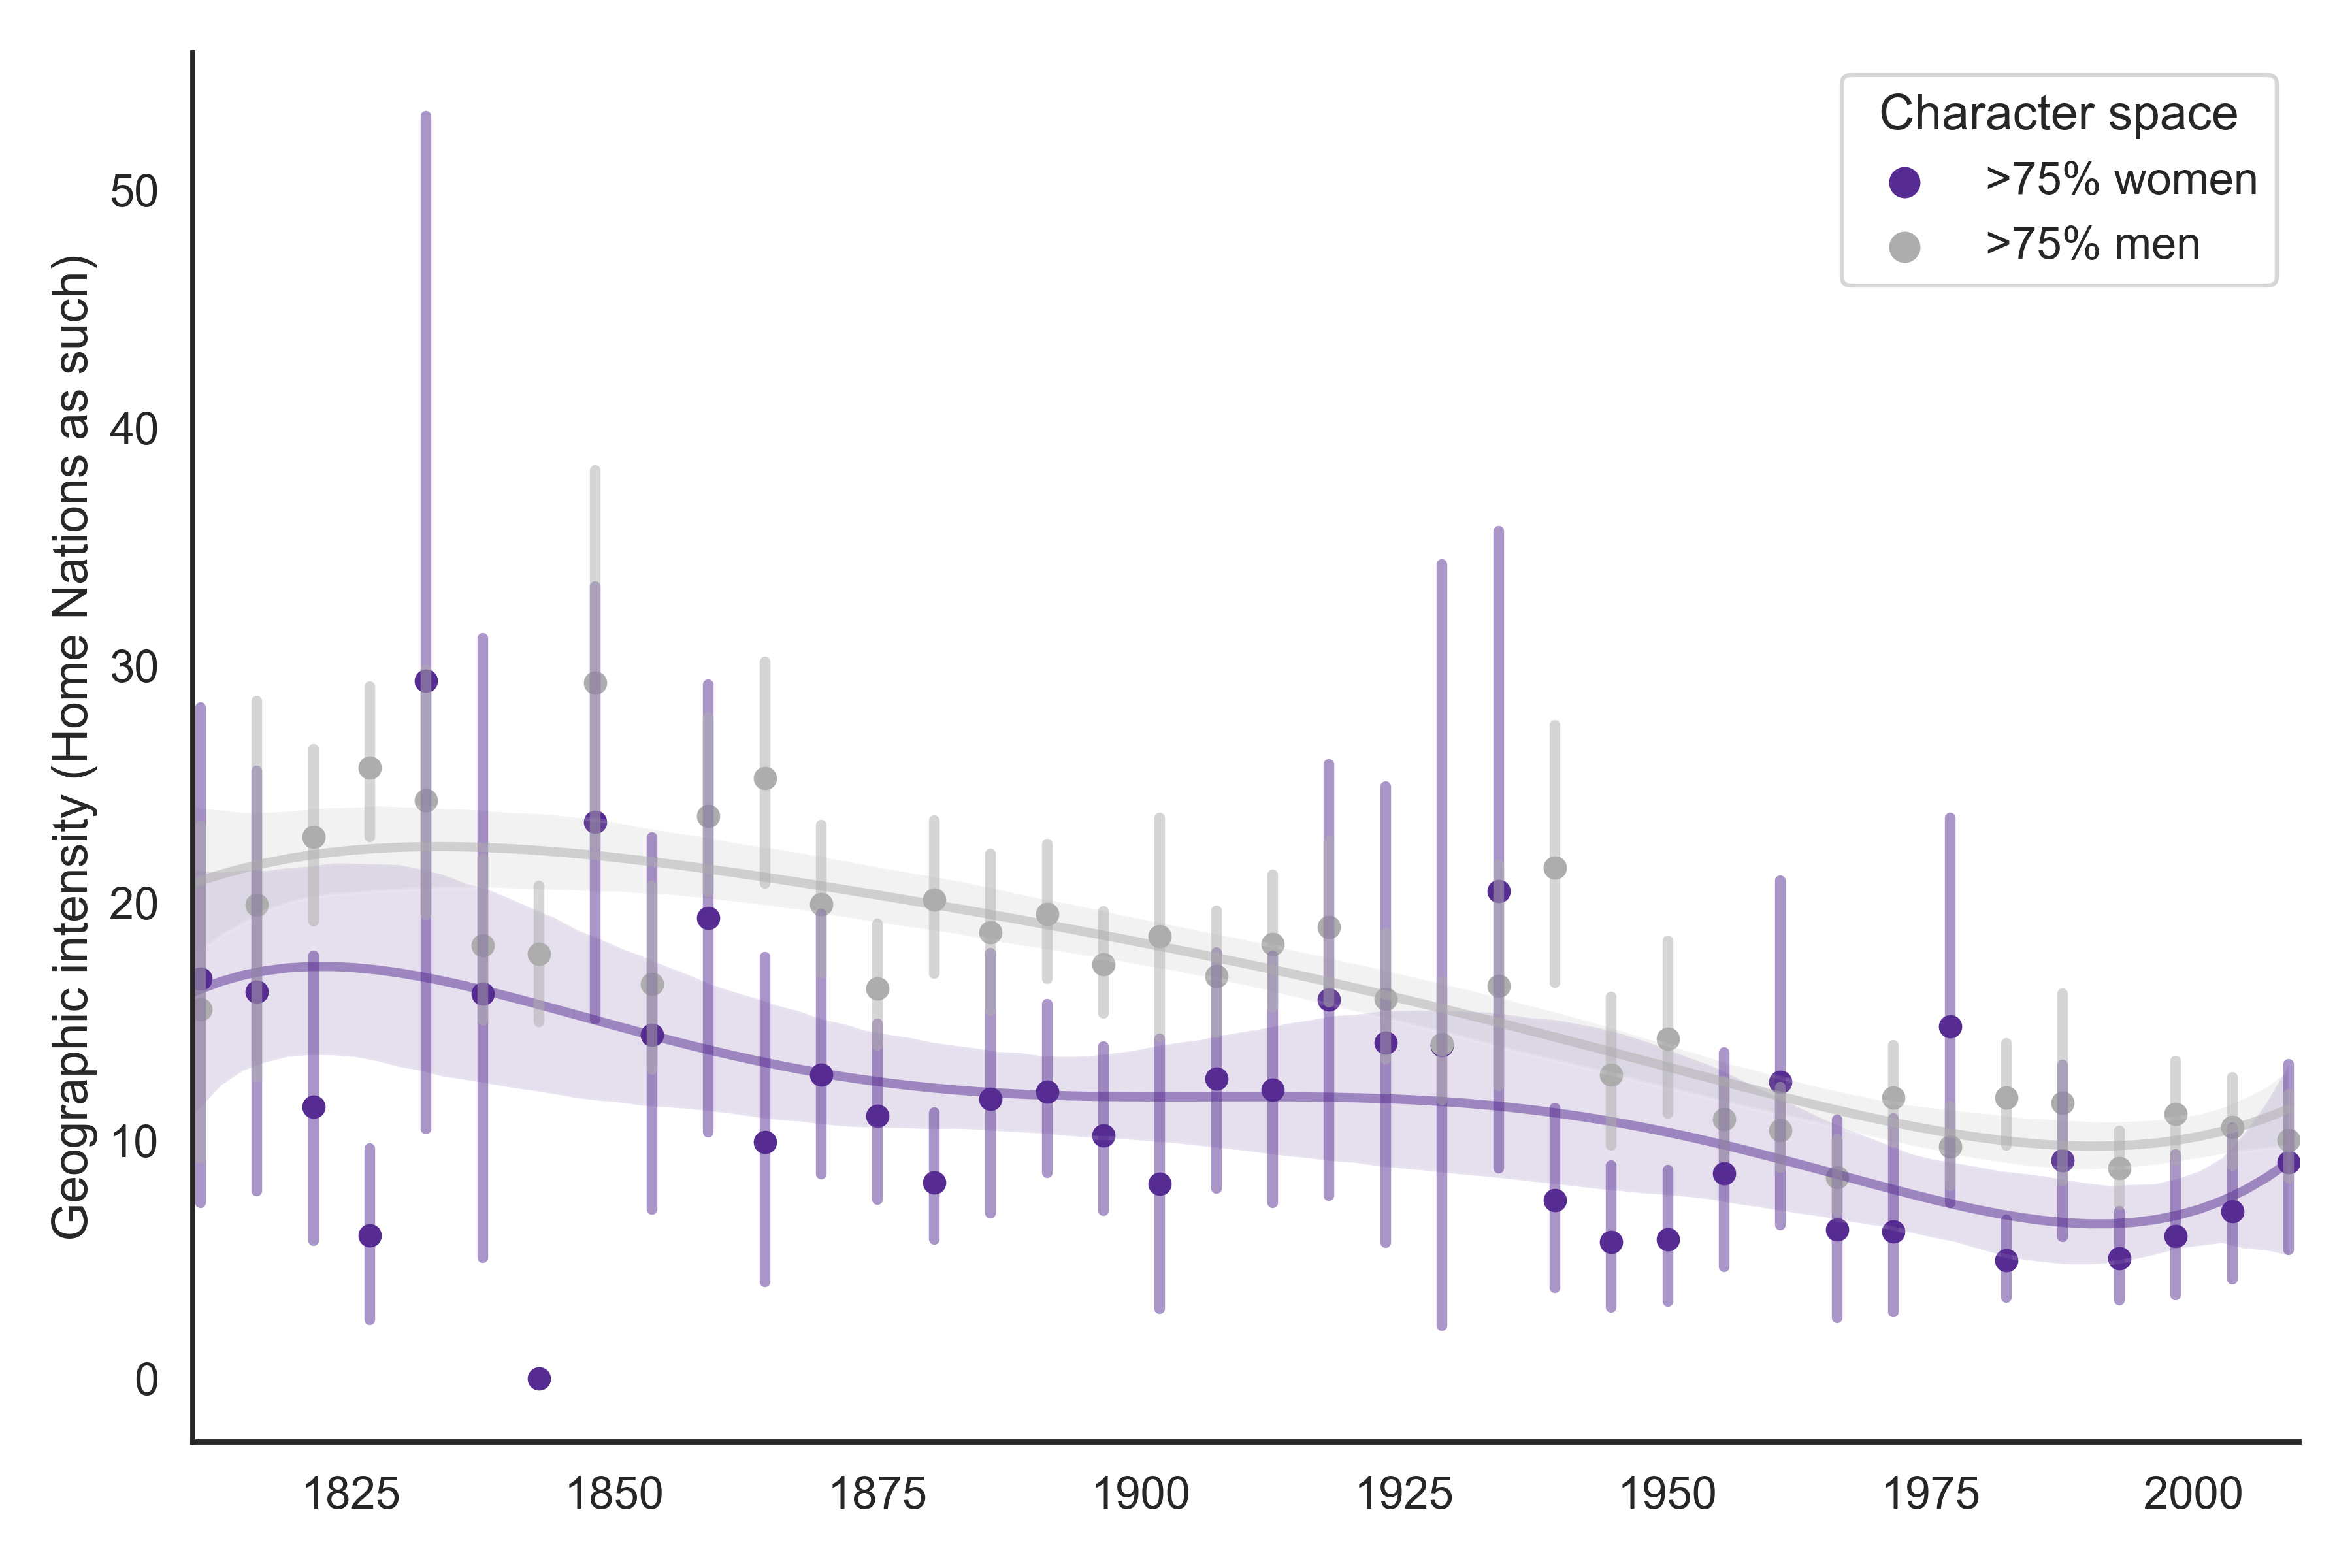 Character space
>75% women
>75% men
Geographic intensity (Home Nations as such)
50
40
30
20
10
0
1825 1850 1875 1900 1925 1950 1975 2000